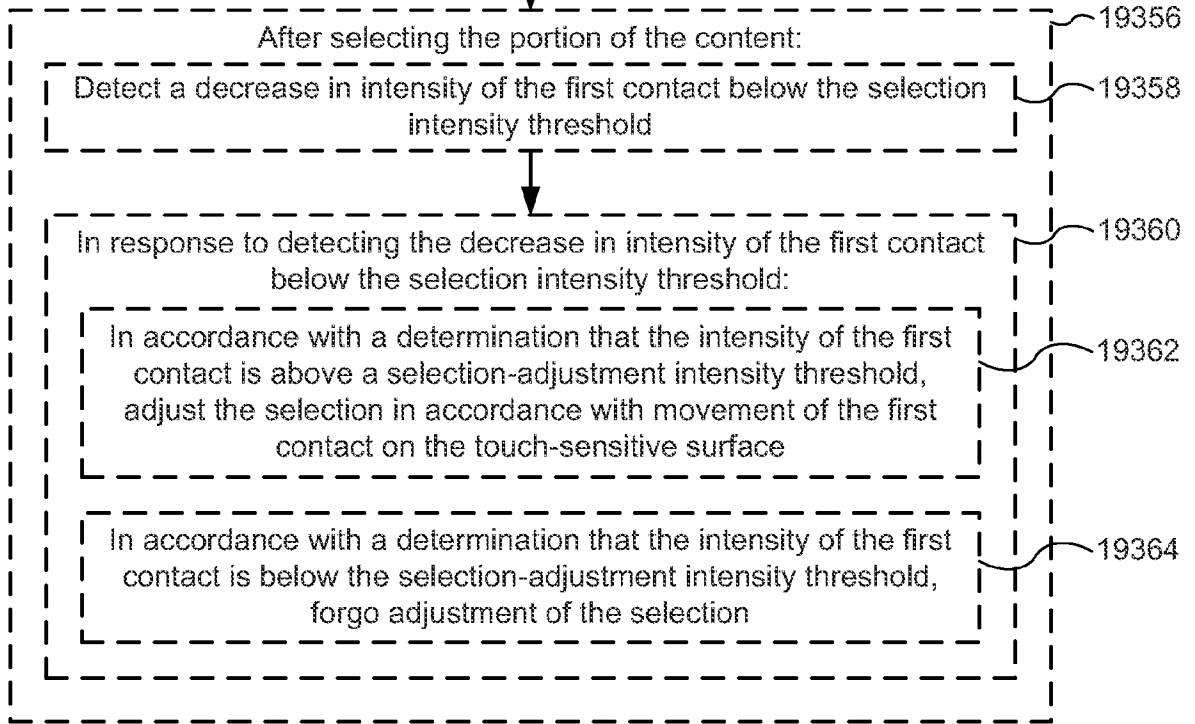 19356
After selecting the portion of the content:
19358
Detect a decrease in intensity of the first contact below the selection
intensity threshold
19360
In response to detecting the decrease in intensity of the first contact
below the selection intensity threshold:
19362
In accordance with a determination that the intensity of the first
contact is above a selection-adjustment intensity threshold,
adjust the selection in accordance with movement of the first
contact on the touch-sensitive surface
19364
In accordance with a determination that the intensity of the first
contact is below the selection-adjustment intensity threshold,
forgo adjustment of the selection